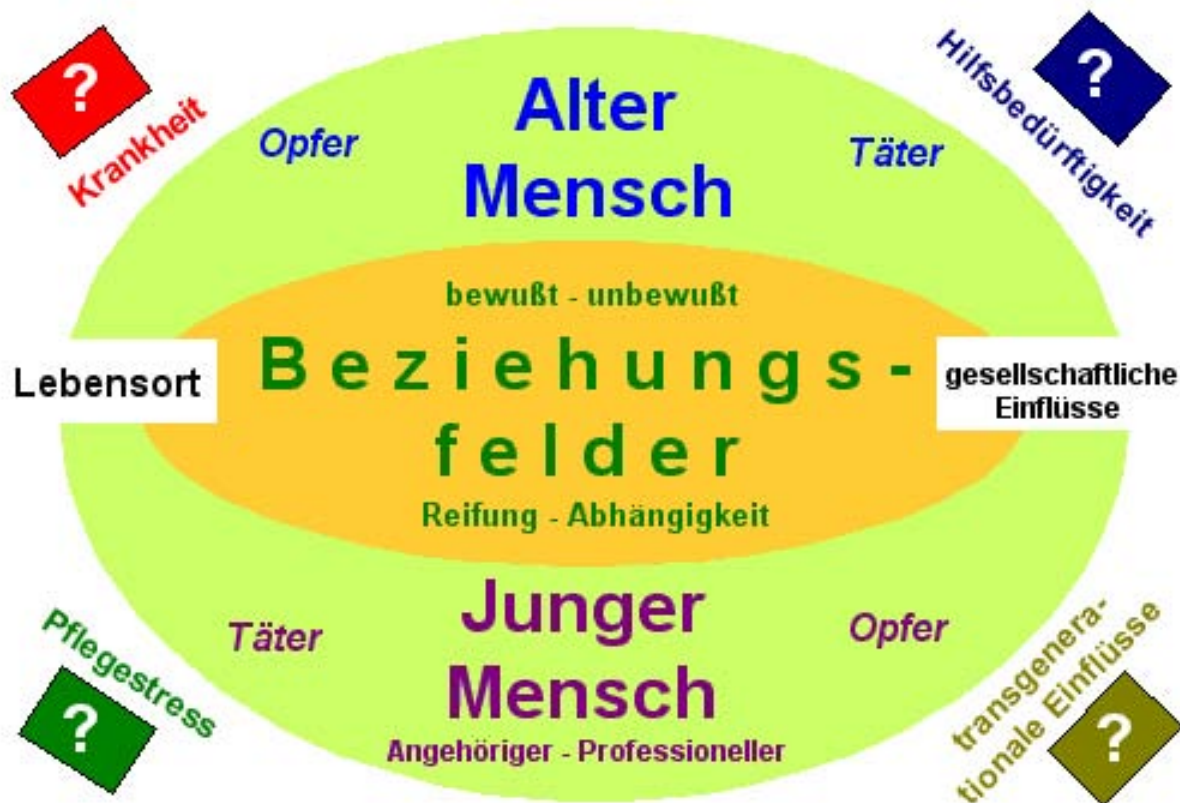 ?
Krankheit
Opfer
Alter
Mensch
Täter
?
Hilfsbedürftigkeit
bewußt - unbewußt
Beziehungs-
felder
Reifung - Abhängigkeit
Lebensort
gesellschaftliche
Einflüsse
Pflegestress
?
Täter
Junger
Mensch
Angehöriger - Professioneller
Opfer
transgenera-
tionale Einflüsse
?